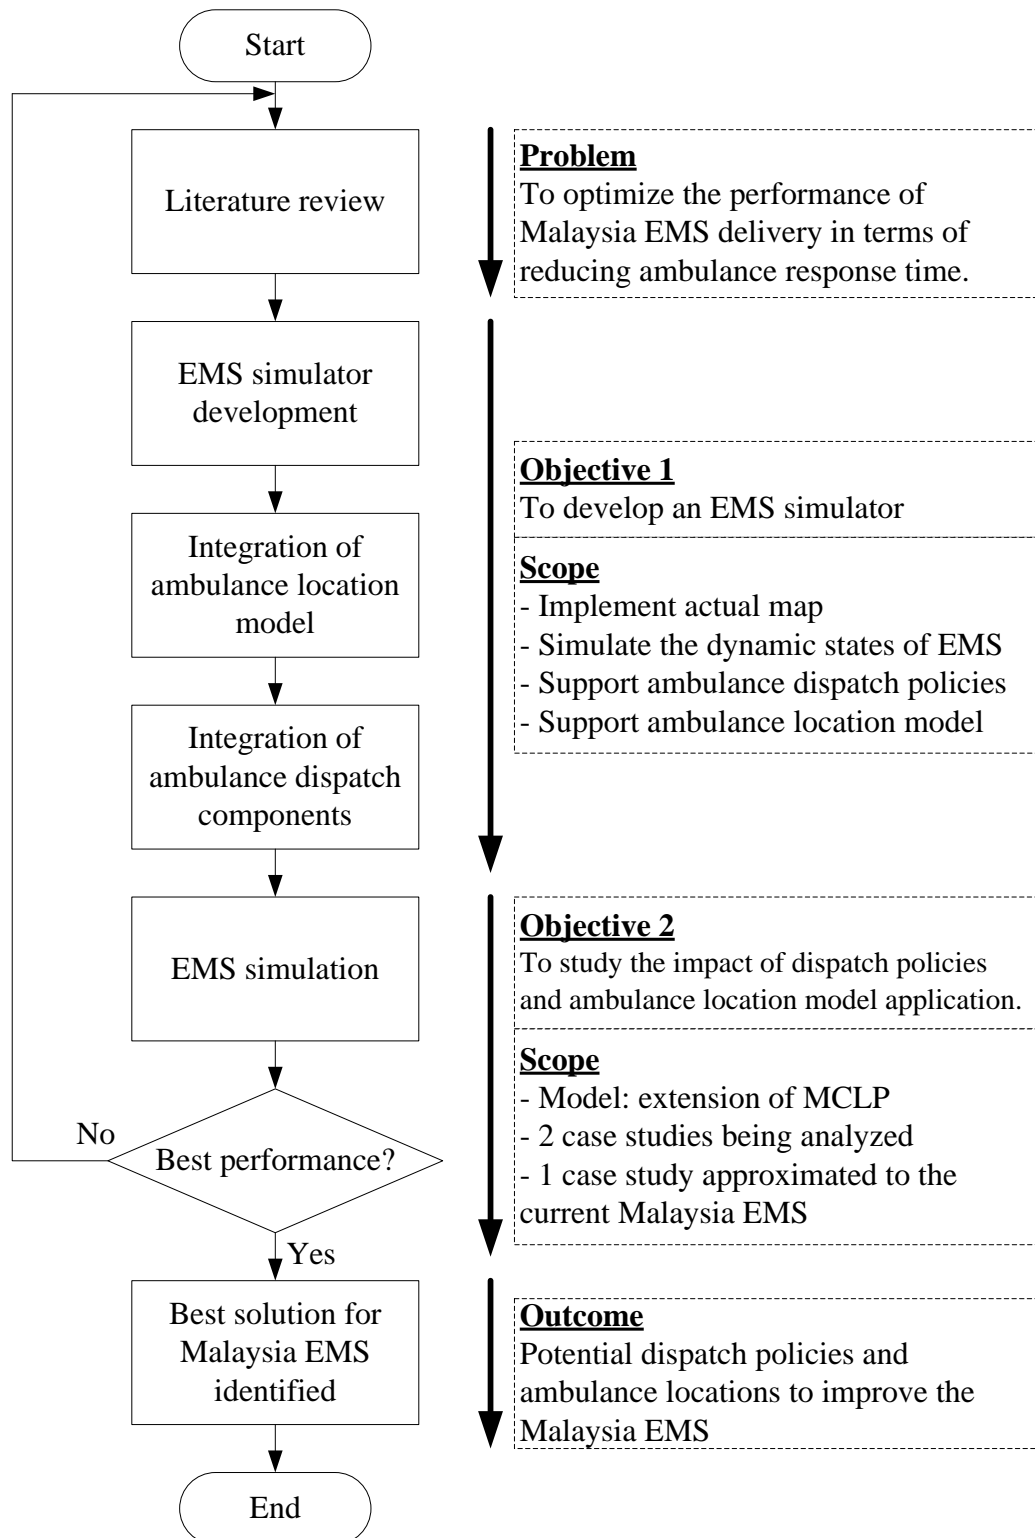 Start
Literature review
Problem
To optimize the performance of
Malaysia EMS delivery in terms of
reducing ambulance response time.
EMS simulator
development
Integration of
ambulance location
model
Integration of
ambulance dispatch
components
Objective 1
To develop an EMS simulator
Scope
- Implement actual map
- Simulate the dynamic states of EMS
- Support ambulance dispatch policies
- Support ambulance location model
EMS simulation
Best performance?
No
Yes
Objective 2
To study the impact of dispatch policies
and ambulance location model application.
Scope
- Model: extension of MCLP
- 2 case studies being analyzed
- 1 case study approximated to the
current Malaysia EMS
Best solution for
Malaysia EMS
identified
Outcome
Potential dispatch policies and
ambulance locations to improve the
Malaysia EMS
End